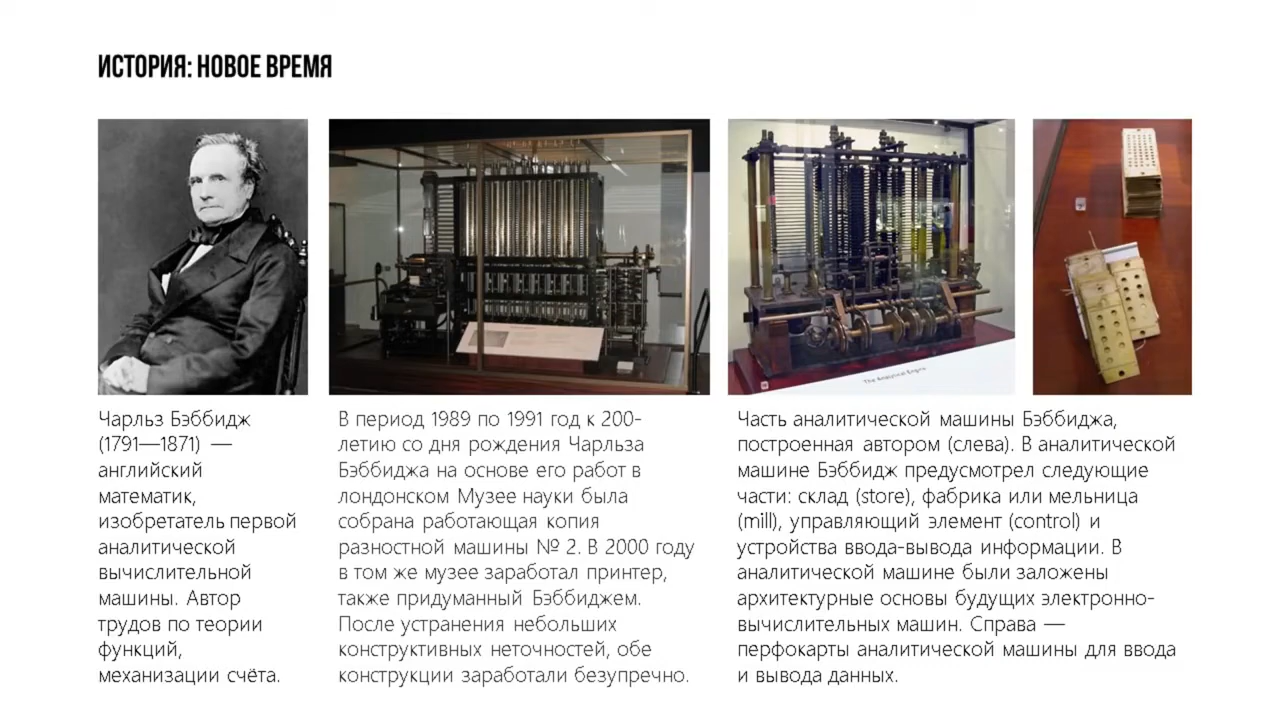 ИСТОРИЯ: НОВОЕ ВРЕМЯ
The Analytical Engine
Чарльз Бэббидж
(1791—1871) —
английский
математик,
изобретатель первой
аналитической
вычислительной
машины. Автор
трудов по теории
функций,
механизации счёта.
В период 1989 по 1991 год к 200-
летию со дня рождения Чарльза
Бэббиджа на основе его работ в
лондонском Музее науки была
собрана работающая копия
разностной машины № 2. В 2000 году
в том же музее заработал принтер,
также придуманный Бэббиджем.
После устранения небольших
конструктивных неточностей, обе
конструкции заработали безупречно.
Часть аналитической машины Бэббиджа,
построенная автором (слева). В аналитической
машине Бэббидж предусмотрел следующие
части: склад (store), фабрика или мельница
(mill), управляющий элемент (control) и
устройства ввода-вывода информации. В
аналитической машине были заложены
архитектурные основы будущих электронно-
вычислительных машин. Справа —
перфокарты аналитической машины для ввода
и вывода данных.